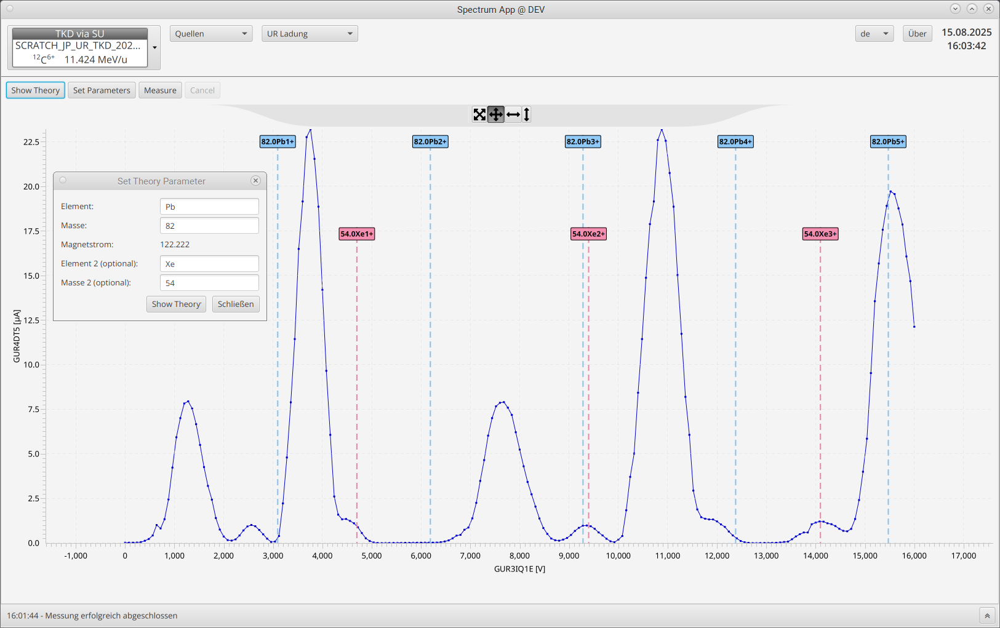 Spectrum App @ DEV
TKD via SU
SCRATCH_JP_UR_TKD_202...
12C6+ 11.424 MeV/u
Quellen
UR Ladung
de
Über
15.08.2025
16:03:42
Show Theory
Set Parameters
Measure
Cancel
82.0Pb1+
82.0Pb2+
82.0Pb3+
82.0Pb4+
82.0Pb5+
54.0Xe1+
54.0Xe2+
54.0Xe3+
Set Theory Parameter
Element: Pb
Masse: 82
Magnetstrom: 122.222
Element 2 (optional): Xe
Masse 2 (optional): 54
Show Theory
Schließen
GUR4DT5 [µA]
22.5
20.0
17.5
15.0
12.5
10.0
7.5
5.0
2.5
0.0
-1,000 0 1,000 2,000 3,000 4,000 5,000 6,000 7,000 8,000 9,000 10,000 11,000 12,000 13,000 14,000 15,000 16,000 17,000
GUR3IQ1E [V]
16:01:44 - Messung erfolgreich abgeschlossen